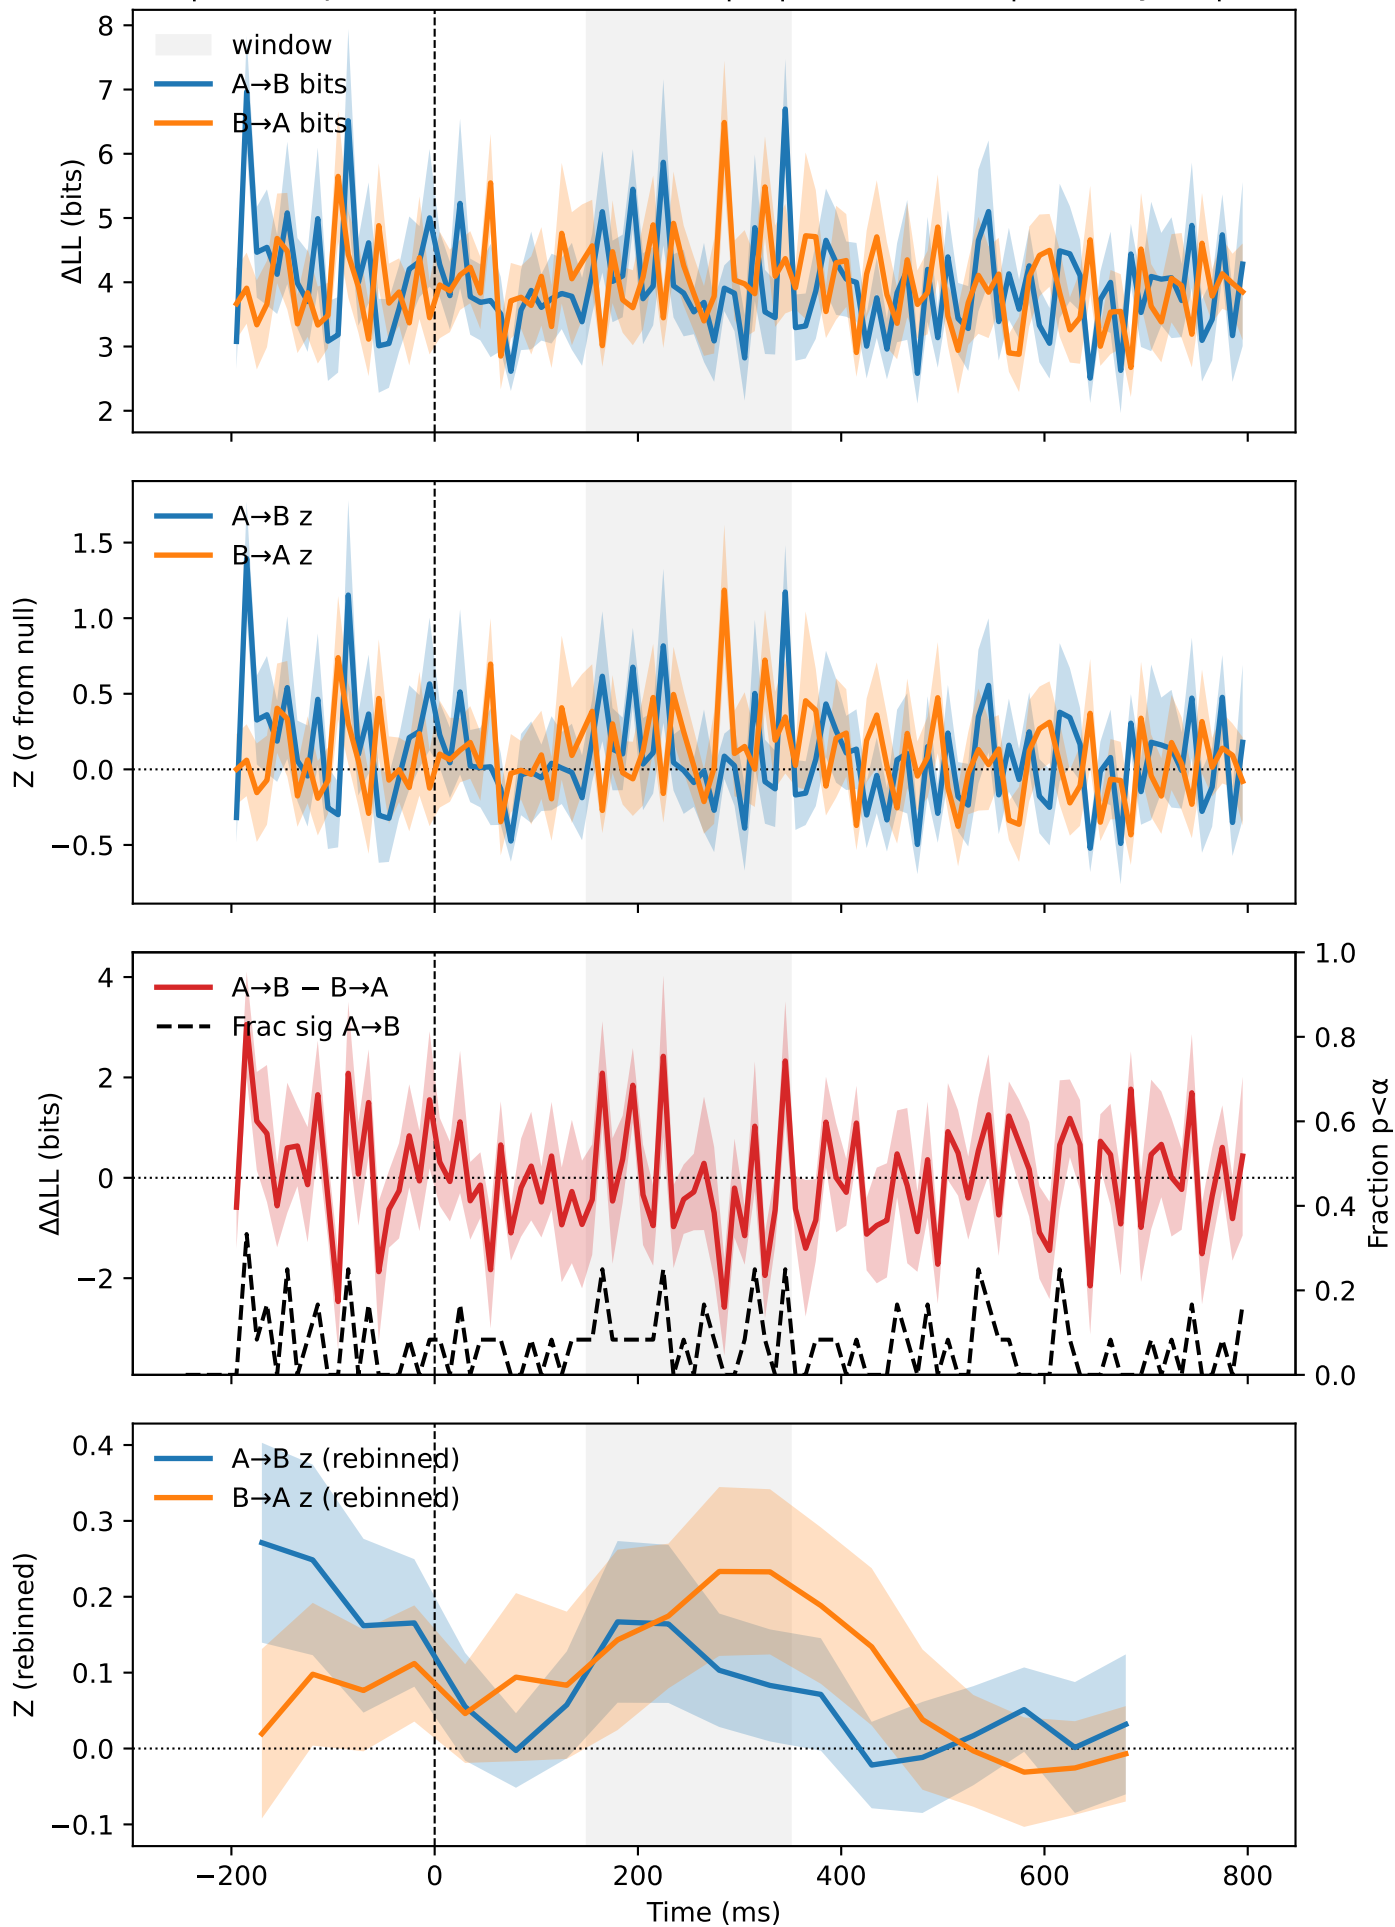 8
7
6
5
4
3
2
ΔLL (bits)
window
A→B bits
B→A bits
1.5
1.0
0.5
0.0
−0.5
Z (σ from null)
A→B z
B→A z
4
2
0
−2
ΔΔLL (bits)
A→B − B→A
Frac sig A→B
1.0
0.8
0.6
0.4
0.2
0.0
Fraction p<α
0.4
0.3
0.2
0.1
0.0
−0.1
Z (rebinned)
A→B z (rebinned)
B→A z (rebinned)
−200
0
200
400
600
800
Time (ms)